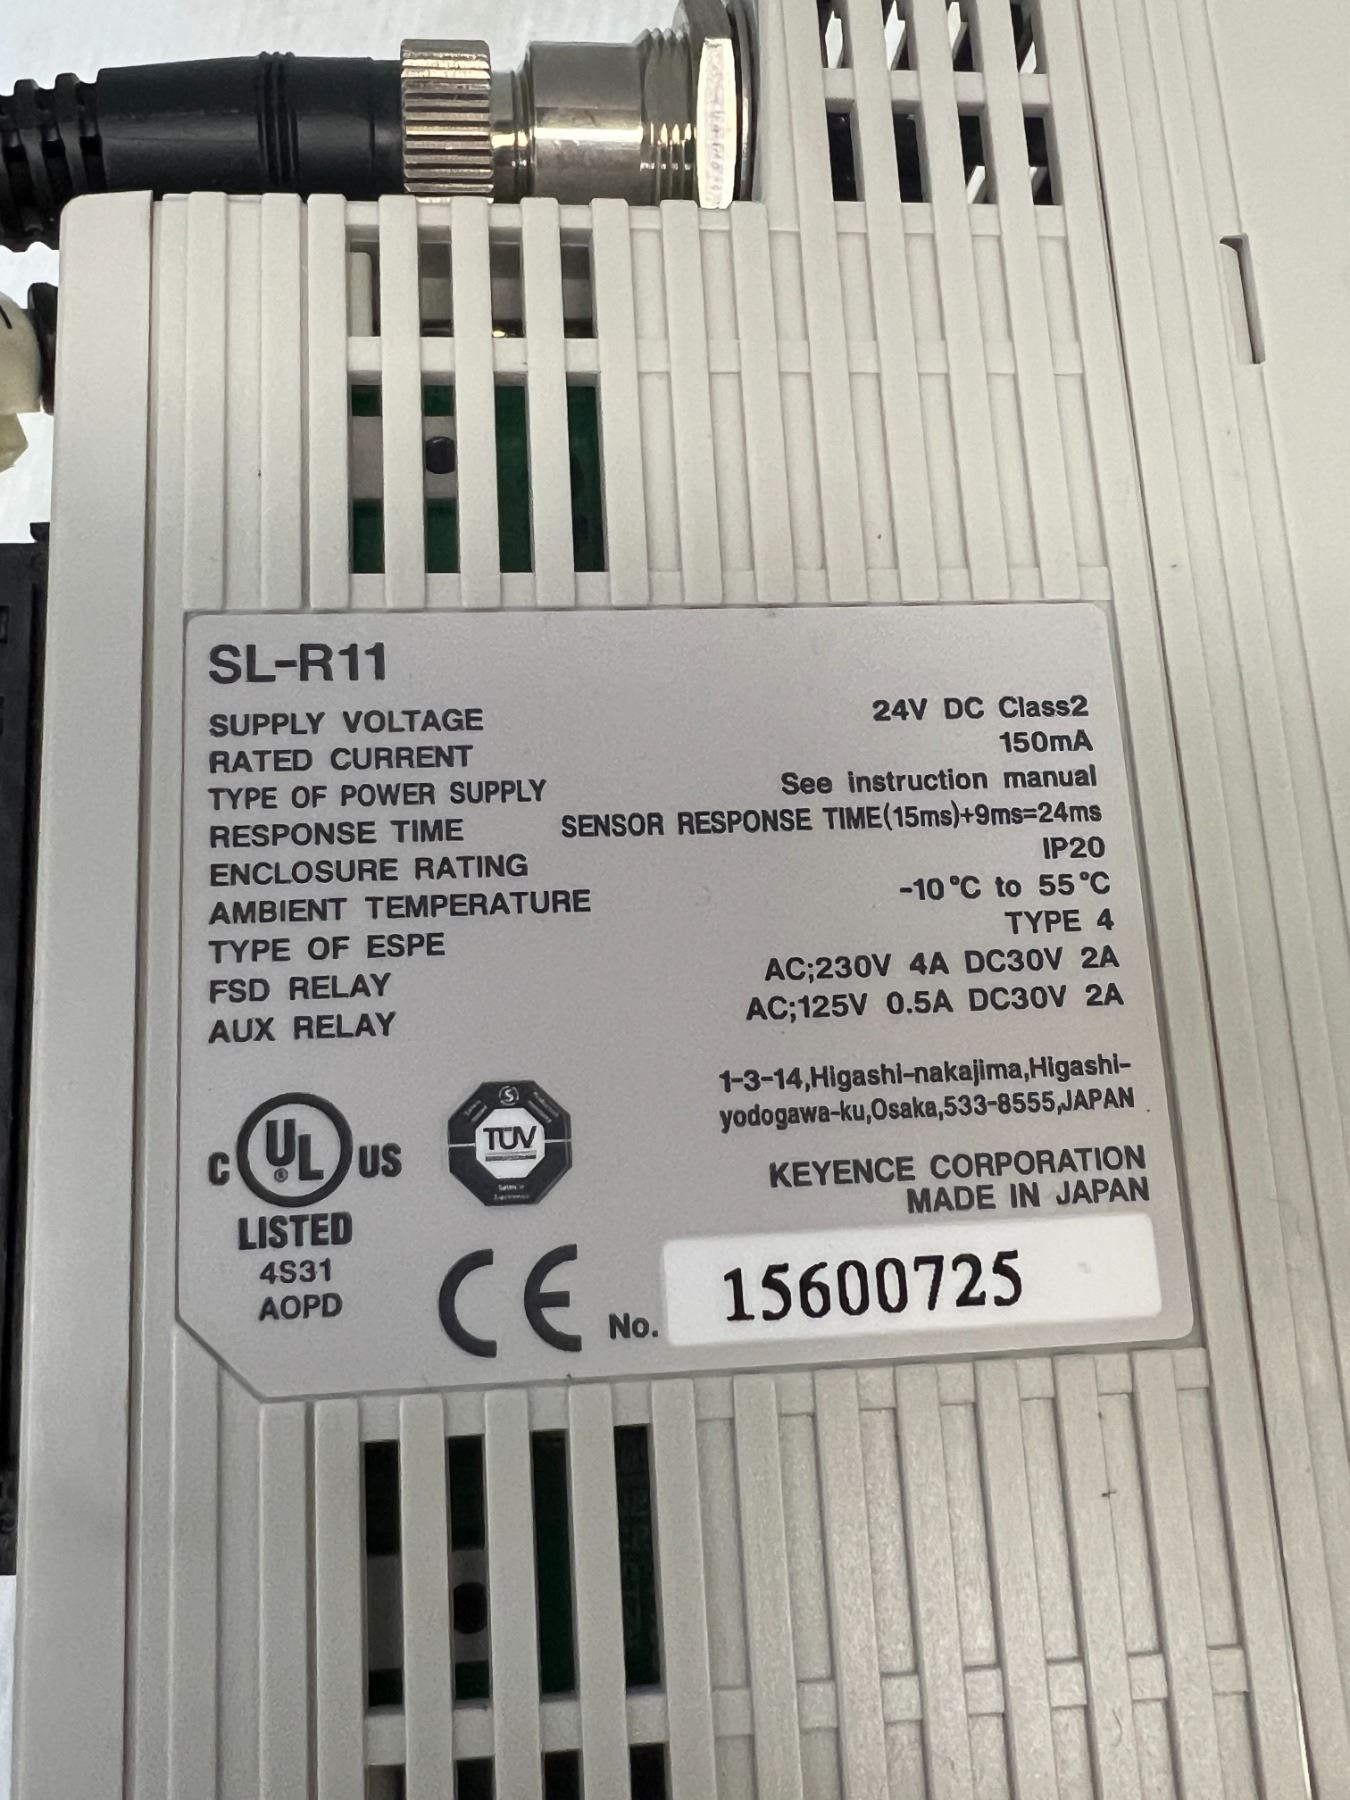 SL-R11
SUPPLY VOLTAGE 24V DC Class2
RATED CURRENT 150mA
TYPE OF POWER SUPPLY See instruction manual
RESPONSE TIME SENSOR RESPONSE TIME(15ms)+9ms=24ms
ENCLOSURE RATING IP20
AMBIENT TEMPERATURE -10°C to 55°C
TYPE OF ESPE TYPE 4
FSD RELAY AC;230V 4A DC30V 2A
AUX RELAY AC;125V 0.5A DC30V 2A
1-3-14,Higashi-nakajima,Higashi-
yodogawa-ku,Osaka,533-8555,JAPAN
KEYENCE CORPORATION
MADE IN JAPAN
C UL ® US
LISTED
4S31
AOPD
S
TÜV
CE
No. 15600725